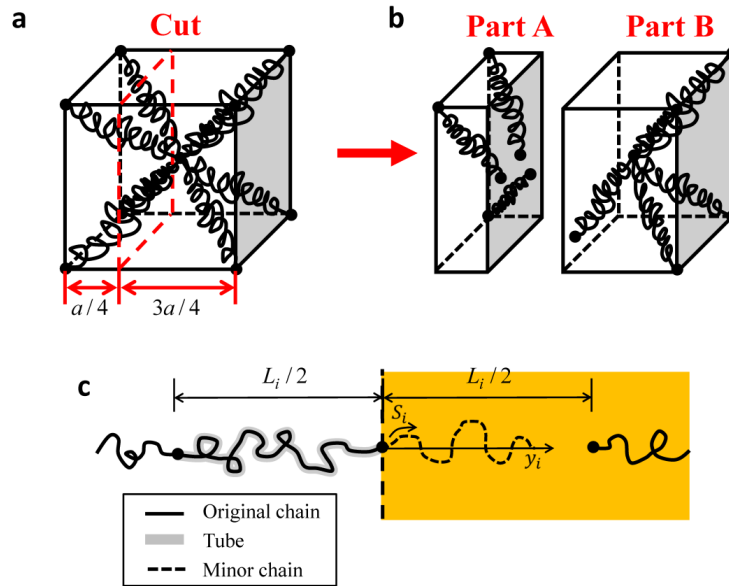 a
Cut
a / 4
3a / 4
b
Part A
Part B
c
L_i / 2
L_i / 2
S_i
y_i
Original chain
Tube
Minor chain